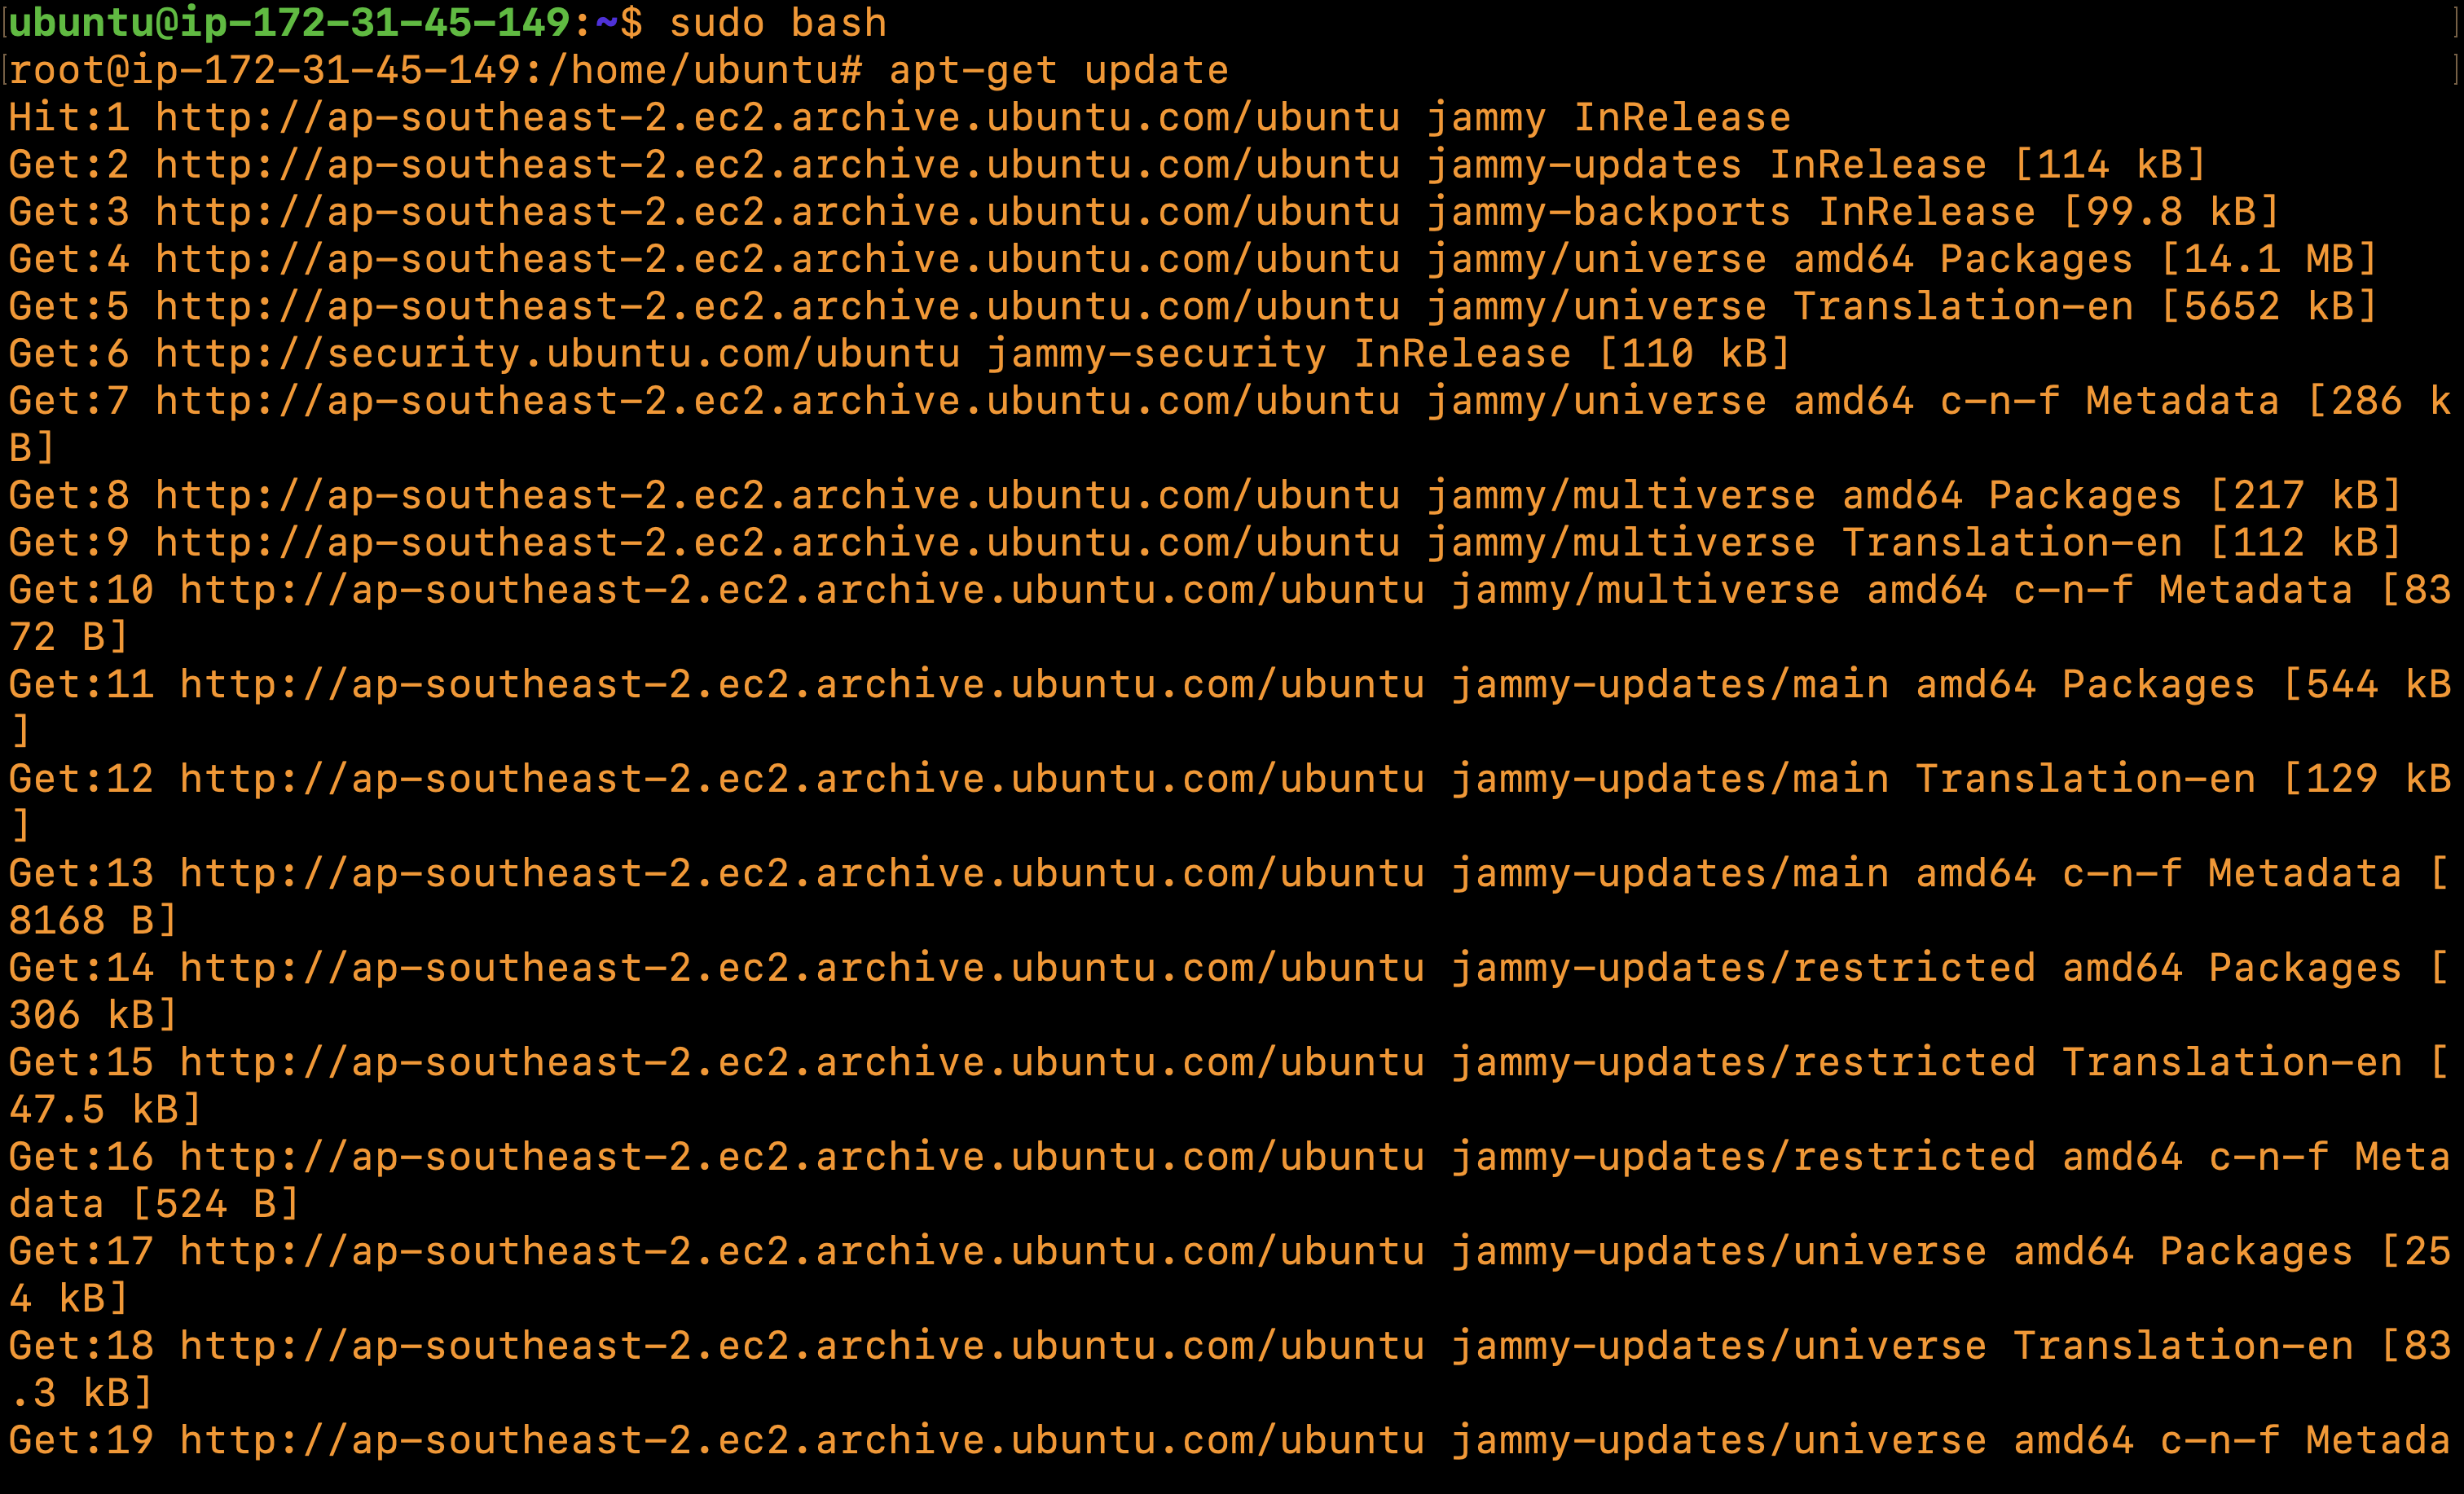 ubuntu@ip-172-31-45-149:~$ sudo bash
root@ip-172-31-45-149:/home/ubuntu# apt-get update
Hit:1 http://ap-southeast-2.ec2.archive.ubuntu.com/ubuntu jammy InRelease
Get:2 http://ap-southeast-2.ec2.archive.ubuntu.com/ubuntu jammy-updates InRelease [114 kB]
Get:3 http://ap-southeast-2.ec2.archive.ubuntu.com/ubuntu jammy-backports InRelease [99.8 kB]
Get:4 http://ap-southeast-2.ec2.archive.ubuntu.com/ubuntu jammy/universe amd64 Packages [14.1 MB]
Get:5 http://ap-southeast-2.ec2.archive.ubuntu.com/ubuntu jammy/universe Translation-en [5652 kB]
Get:6 http://security.ubuntu.com/ubuntu jammy-security InRelease [110 kB]
Get:7 http://ap-southeast-2.ec2.archive.ubuntu.com/ubuntu jammy/universe amd64 c-n-f Metadata [286 k
B]
Get:8 http://ap-southeast-2.ec2.archive.ubuntu.com/ubuntu jammy/multiverse amd64 Packages [217 kB]
Get:9 http://ap-southeast-2.ec2.archive.ubuntu.com/ubuntu jammy/multiverse Translation-en [112 kB]
Get:10 http://ap-southeast-2.ec2.archive.ubuntu.com/ubuntu jammy/multiverse amd64 c-n-f Metadata [83
72 B]
Get:11 http://ap-southeast-2.ec2.archive.ubuntu.com/ubuntu jammy-updates/main amd64 Packages [544 kB
]
Get:12 http://ap-southeast-2.ec2.archive.ubuntu.com/ubuntu jammy-updates/main Translation-en [129 kB
]
Get:13 http://ap-southeast-2.ec2.archive.ubuntu.com/ubuntu jammy-updates/main amd64 c-n-f Metadata [
8168 B]
Get:14 http://ap-southeast-2.ec2.archive.ubuntu.com/ubuntu jammy-updates/restricted amd64 Packages [
306 kB]
Get:15 http://ap-southeast-2.ec2.archive.ubuntu.com/ubuntu jammy-updates/restricted Translation-en [
47.5 kB]
Get:16 http://ap-southeast-2.ec2.archive.ubuntu.com/ubuntu jammy-updates/restricted amd64 c-n-f Meta
data [524 B]
Get:17 http://ap-southeast-2.ec2.archive.ubuntu.com/ubuntu jammy-updates/universe amd64 Packages [25
4 kB]
Get:18 http://ap-southeast-2.ec2.archive.ubuntu.com/ubuntu jammy-updates/universe Translation-en [83
.3 kB]
Get:19 http://ap-southeast-2.ec2.archive.ubuntu.com/ubuntu jammy-updates/universe amd64 c-n-f Metada